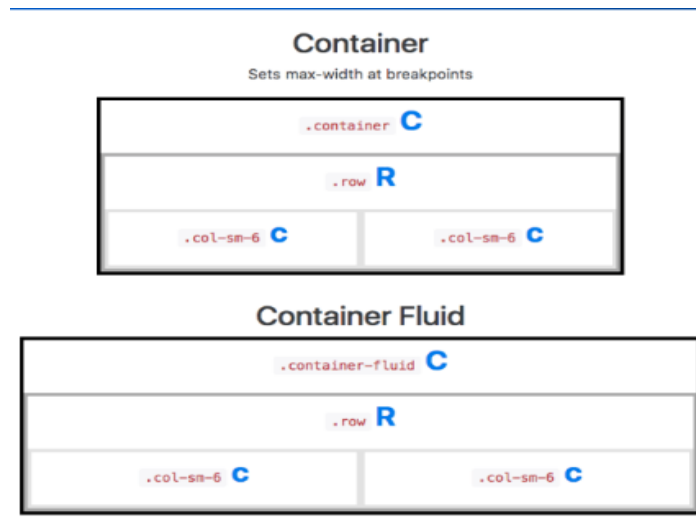 Container
Sets max-width at breakpoints
.container C
.row R
.col-sm-6 C .col-sm-6 C
Container Fluid
.container-fluid C
.row R
.col-sm-6 C .col-sm-6 C